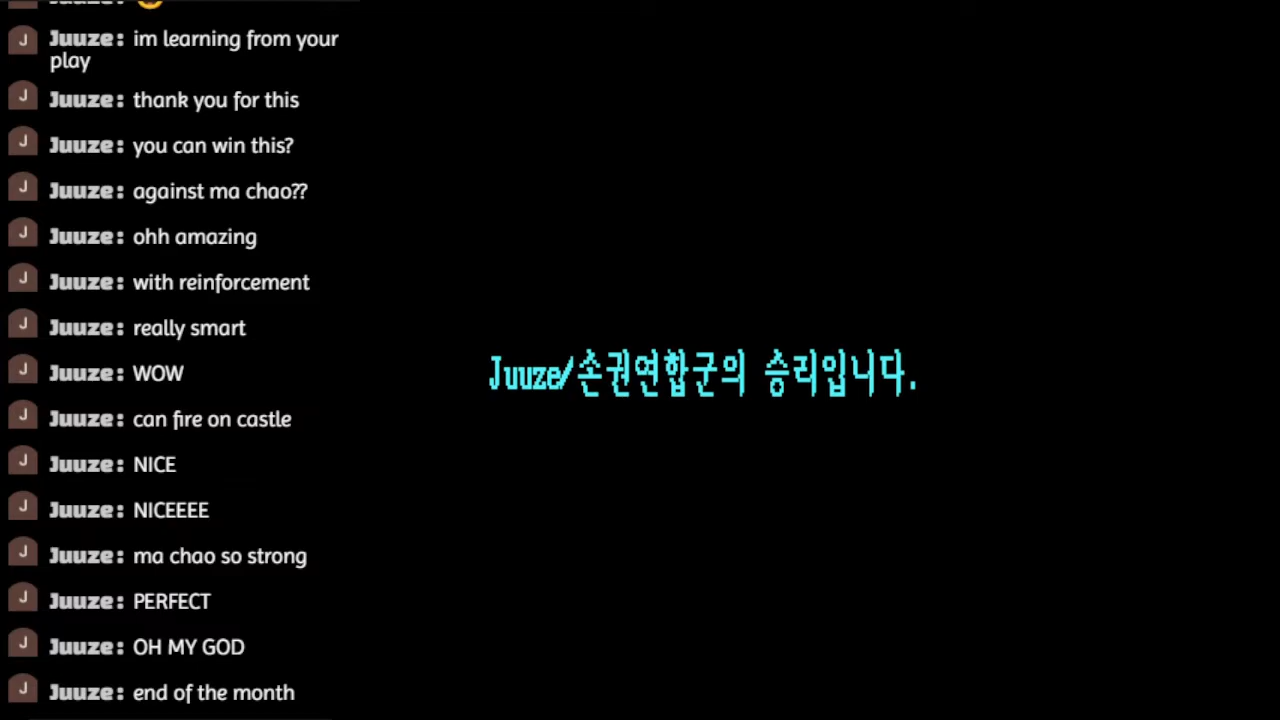 Juuze:
J Juuze: im learning from your
play
J Juuze: thank you for this
J Juuze: you can win this?
J Juuze: against ma chao??
J Juuze: ohh amazing
J Juuze: with reinforcement
J Juuze: really smart
J Juuze: WOW
J Juuze: can fire on castle
J Juuze: NICE
J Juuze: NICEEEE
J Juuze: ma chao so strong
J Juuze: PERFECT
J Juuze: OH MY GOD
J Juuze: end of the month
Juuze/손권연합군의 승리입니다.